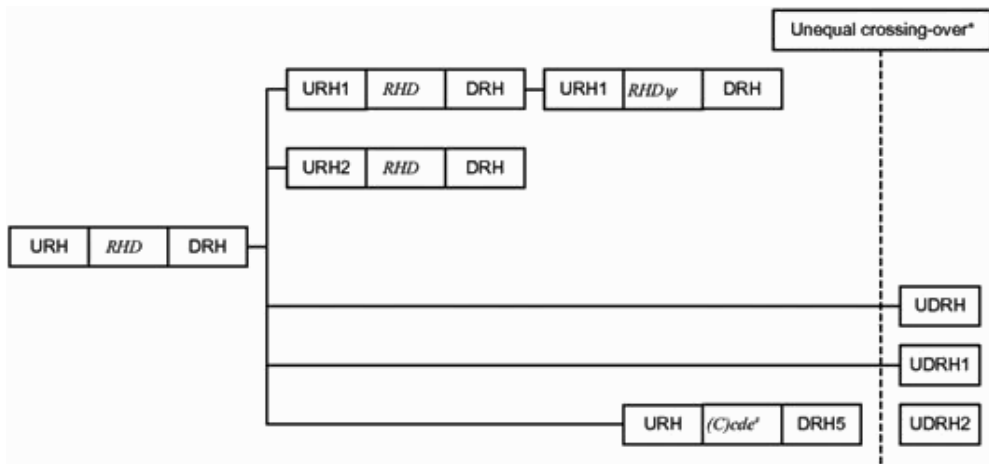 Unequal crossing-over*
URH1 RHD DRH URH1 RHDψ DRH
URH2 RHD DRH
URH RHD DRH
UDRH
UDRH1
URH (C)cdeˢ DRH5 UDRH2